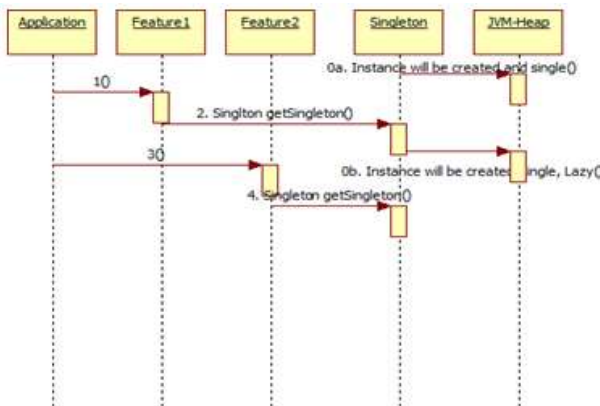 Application Feature1 Feature2 Singleton JVM-Heap
0a. Instance will be created and single()
1()
2. Singlton getSingleton()
3()
0b. Instance will be created single, Lazy()
4. Singleton getSingleton()